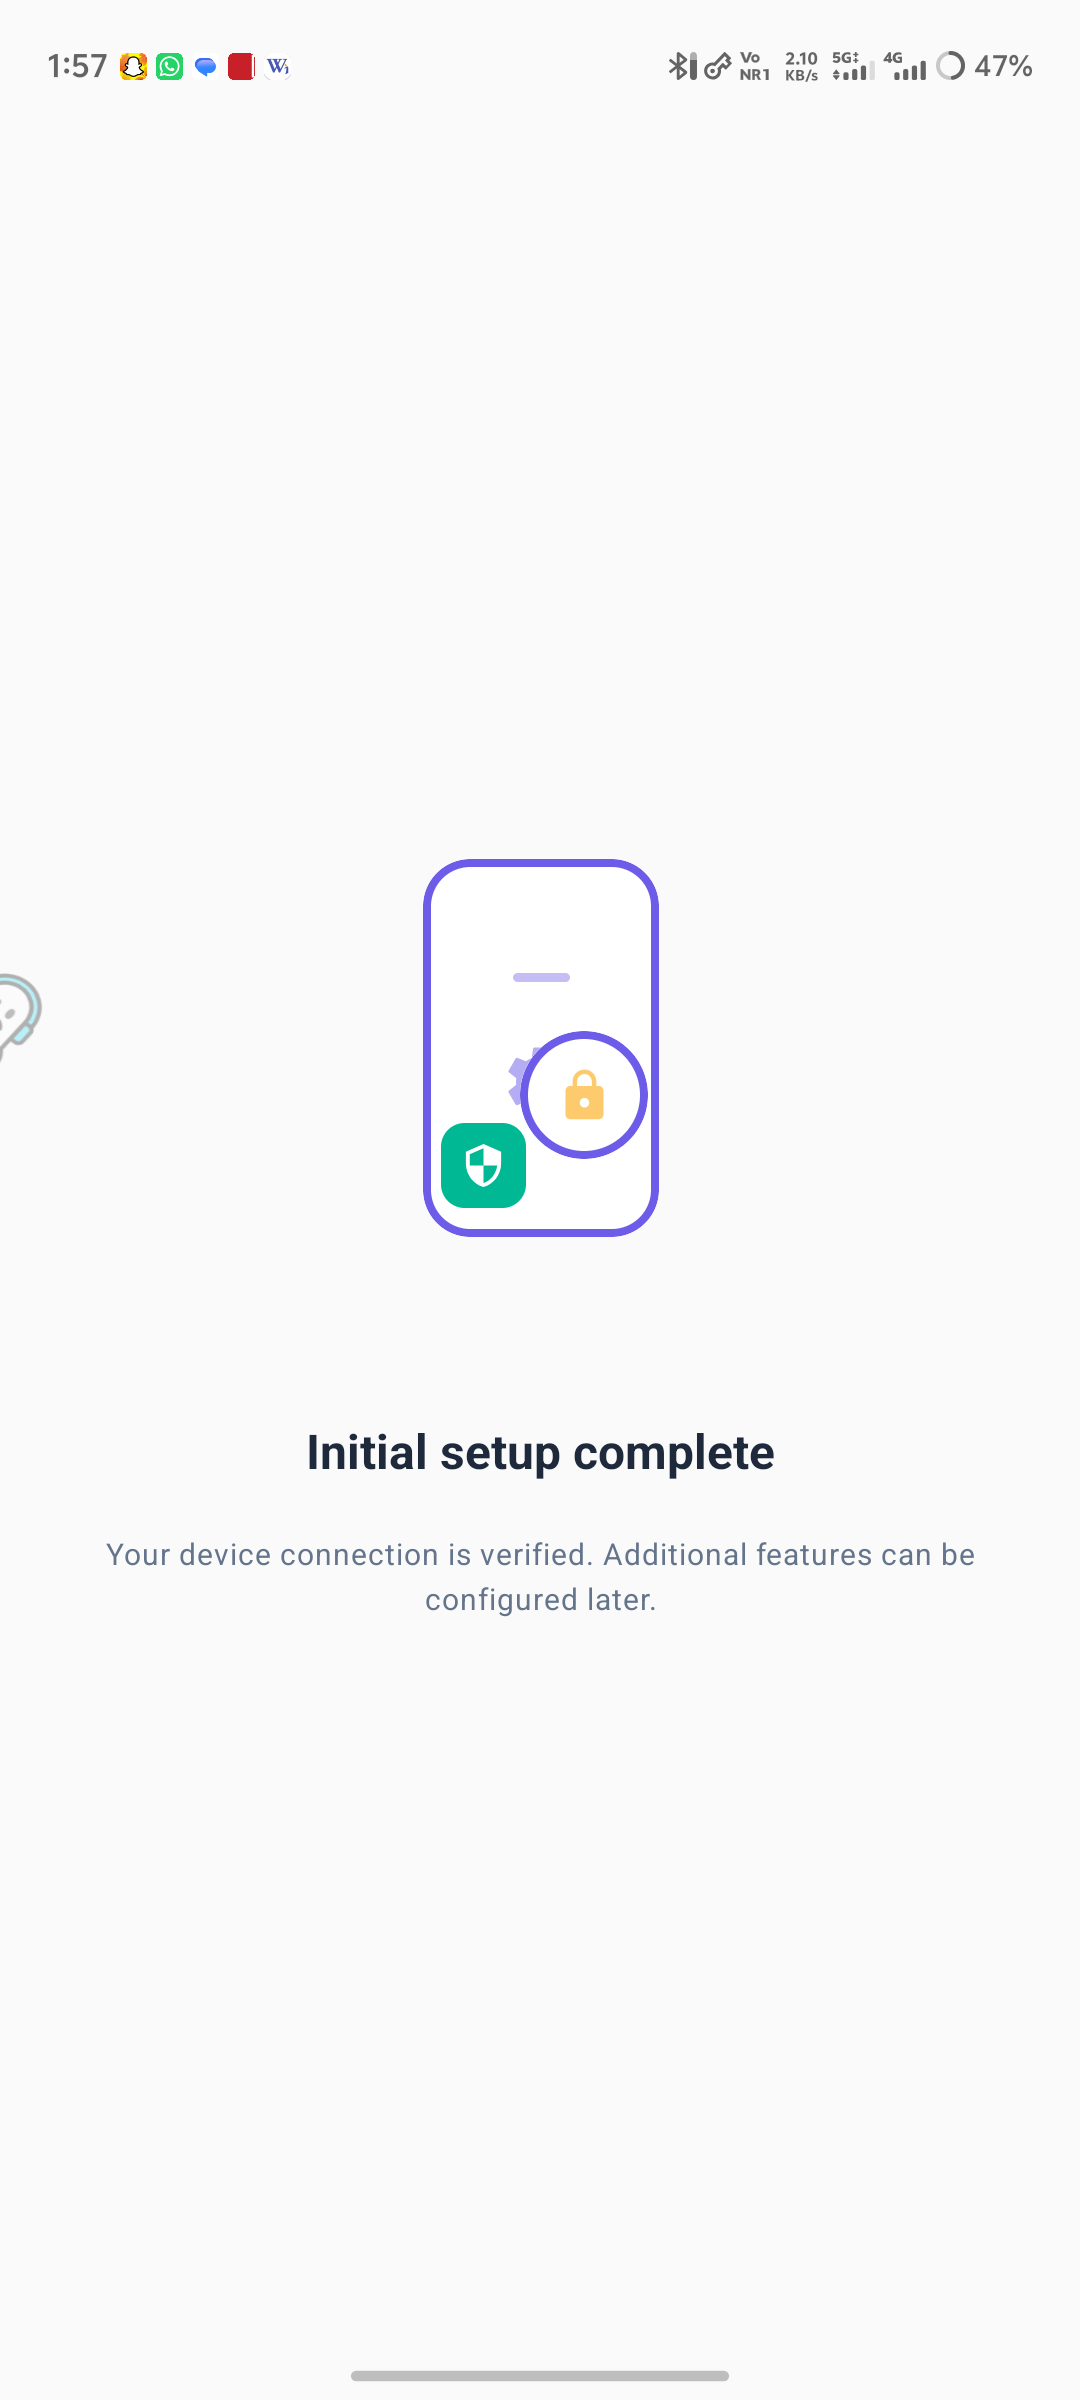 1:57 W Vo NR1 2.10 KB/s 5G 4G 47%
Initial setup complete
Your device connection is verified. Additional features can be
configured later.